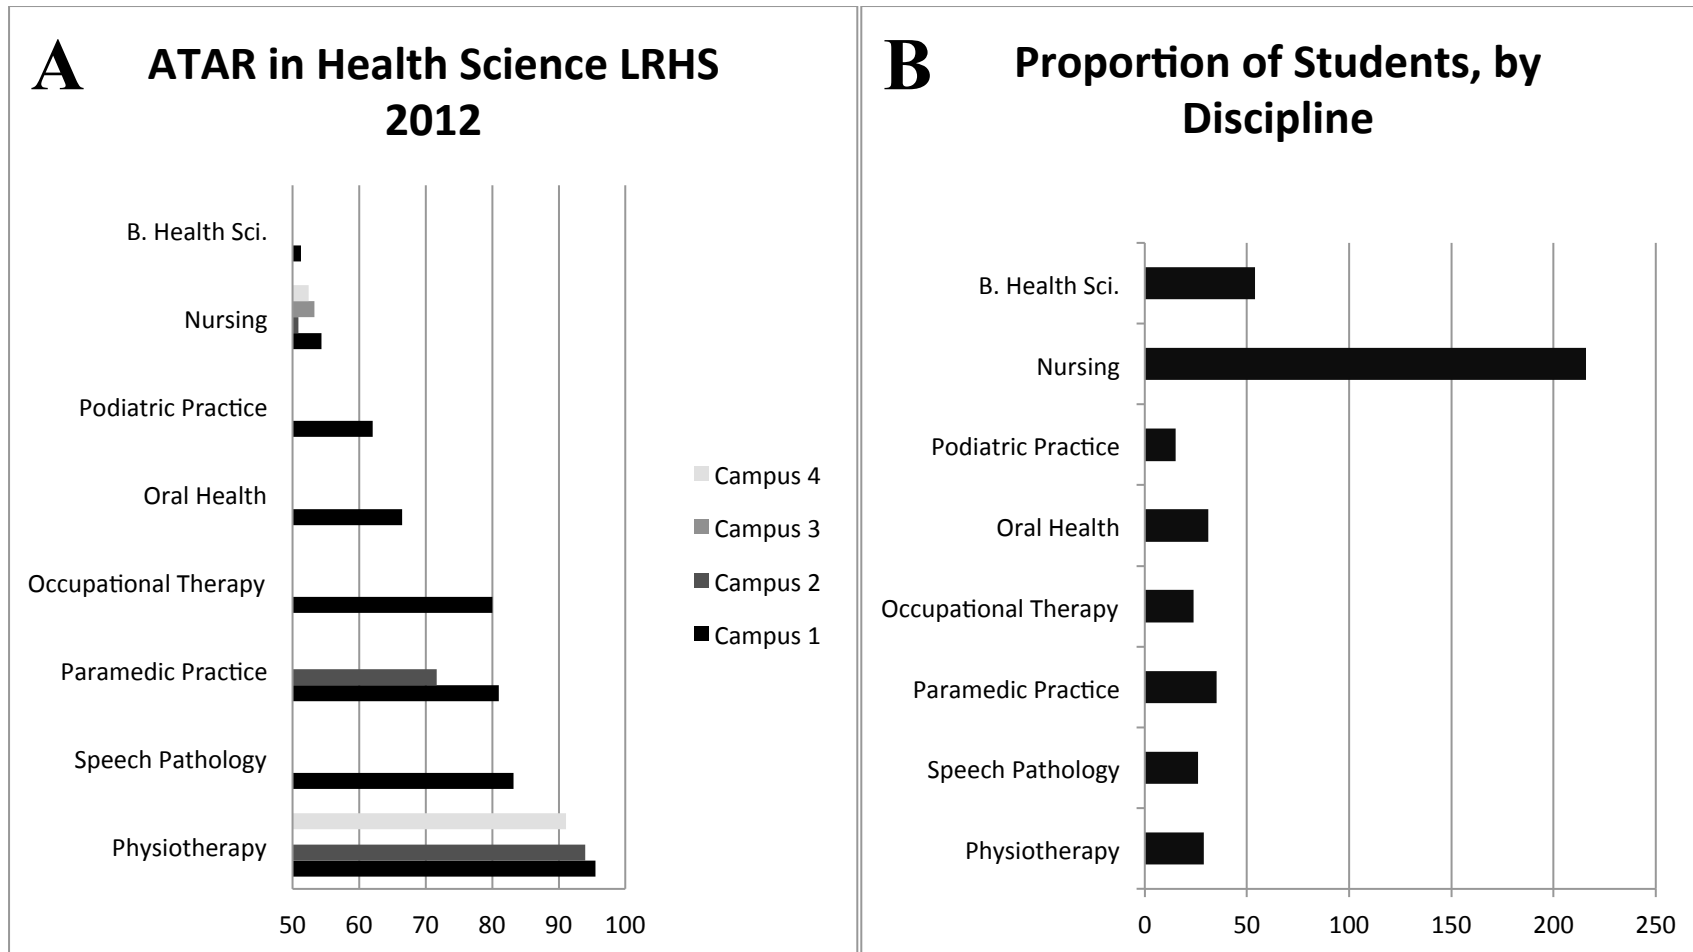 A
ATAR in Health Science LRHS
2012
B. Health Sci.
Nursing
Podiatric Practice
Oral Health
Occupational Therapy
Paramedic Practice
Speech Pathology
Physiotherapy
50 60 70 80 90 100
Campus 4
Campus 3
Campus 2
Campus 1
B
Proportion of Students, by
Discipline
B. Health Sci.
Nursing
Podiatric Practice
Oral Health
Occupational Therapy
Paramedic Practice
Speech Pathology
Physiotherapy
0 50 100 150 200 250